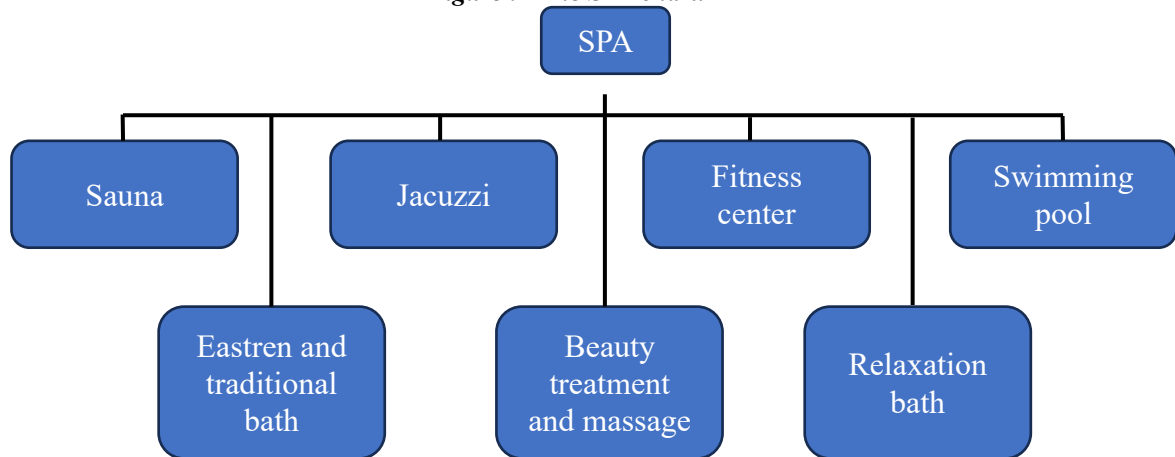 SPA
Sauna
Jacuzzi
Fitness
center
Swimming
pool
Eastren and
traditional
bath
Beauty
treatment
and massage
Relaxation
bath